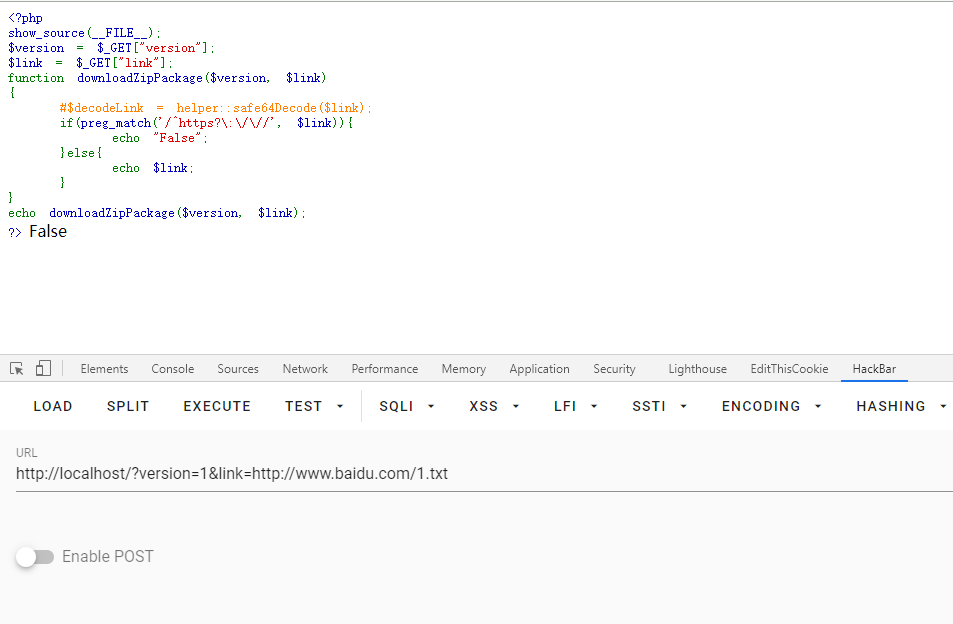 <?php
show_source(__FILE__);
$version = $_GET["version"];
$link = $_GET["link"];
function downloadZipPackage($version, $link)
{
#$decodeLink = helper::safe64Decode($link);
if(preg_match('/^https?\:\/\//', $link)){
echo "False";
}else{
echo $link;
}
}
echo downloadZipPackage($version, $link);
?> False
Elements Console Sources Network Performance Memory Application Security Lighthouse EditThisCookie HackBar
LOAD SPLIT EXECUTE TEST SQLI XSS LFI SSTI ENCODING HASHING
URL
http://localhost/?version=1&link=http://www.baidu.com/1.txt
Enable POST